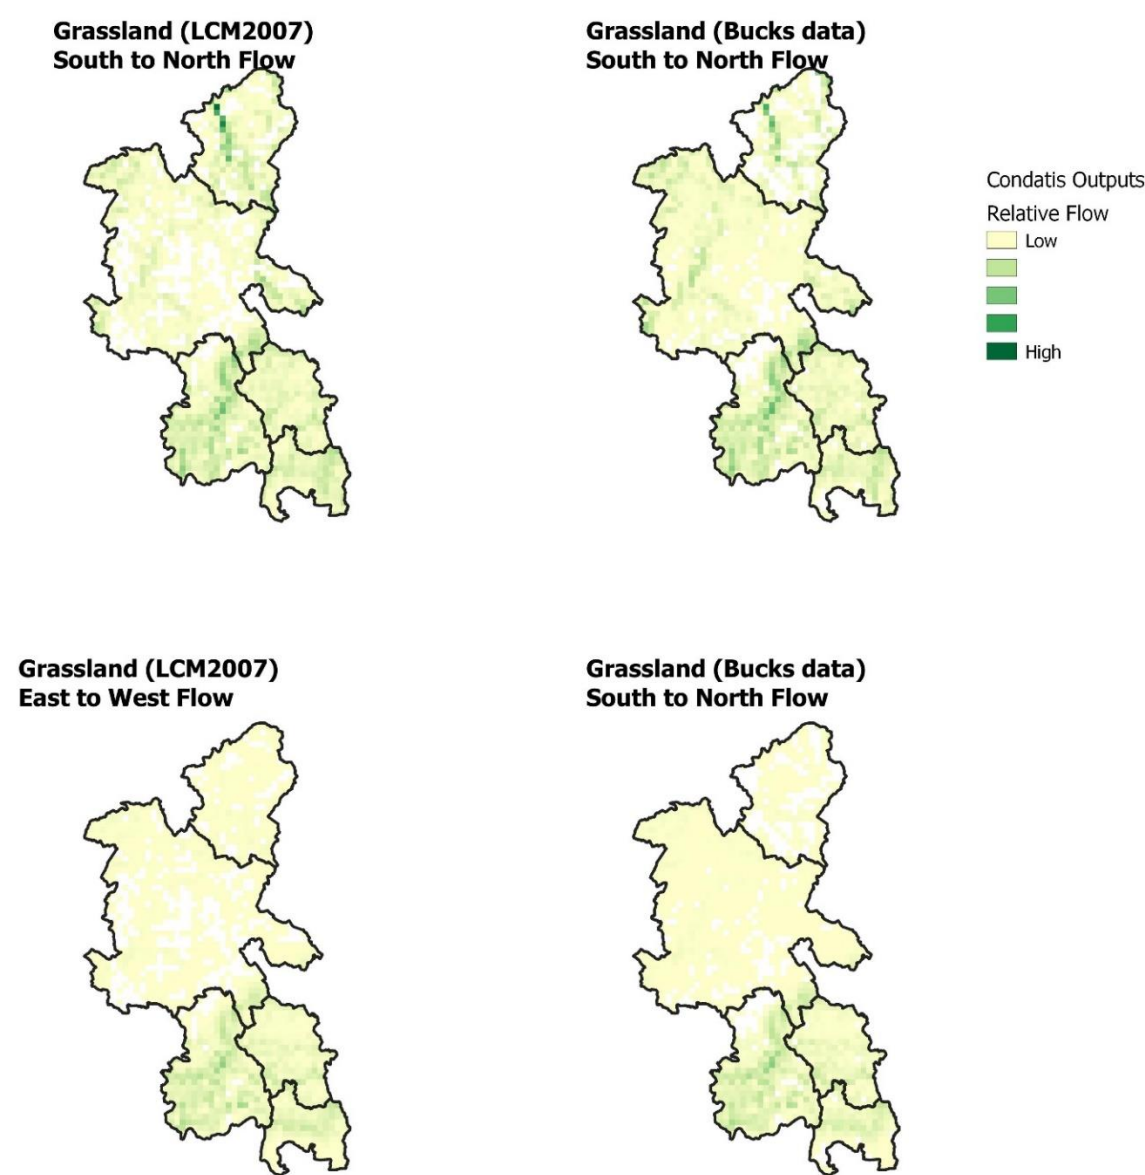 Grassland (LCM2007)
South to North Flow
Grassland (Bucks data)
South to North Flow
Condatis Outputs
Relative Flow
Low
High
Grassland (LCM2007)
East to West Flow
Grassland (Bucks data)
South to North Flow